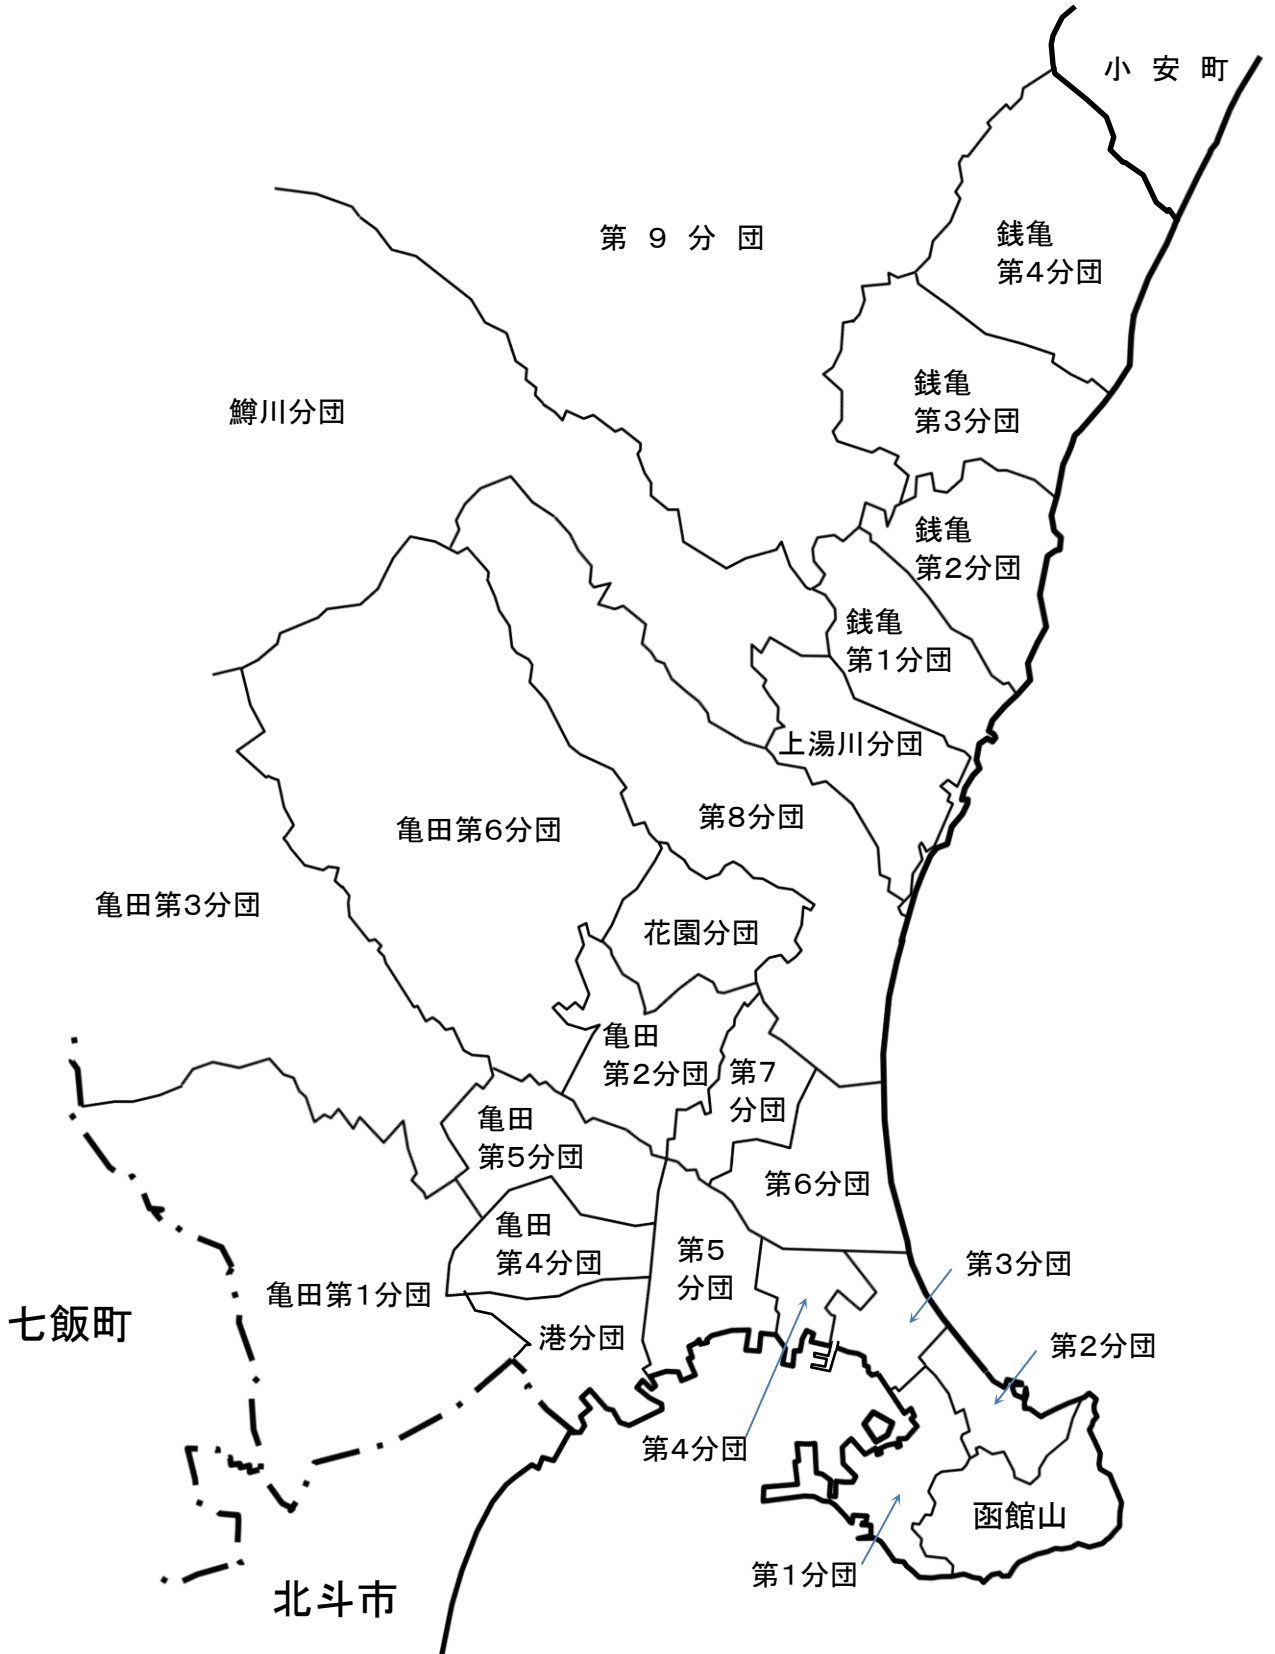 小安町
第９分団
銭亀
第４分団
銭亀
第３分団
鱒川分団
銭亀
第２分団
銭亀
第１分団
上湯川分団
第８分団
亀田第６分団
亀田第３分団
花園分団
亀田
第２分団
第７
分団
亀田
第５分団
第６分団
亀田
第４分団
第５
分団
第３分団
亀田第１分団
七飯町
港分団
第２分団
第４分団
函館山
第１分団
北斗市